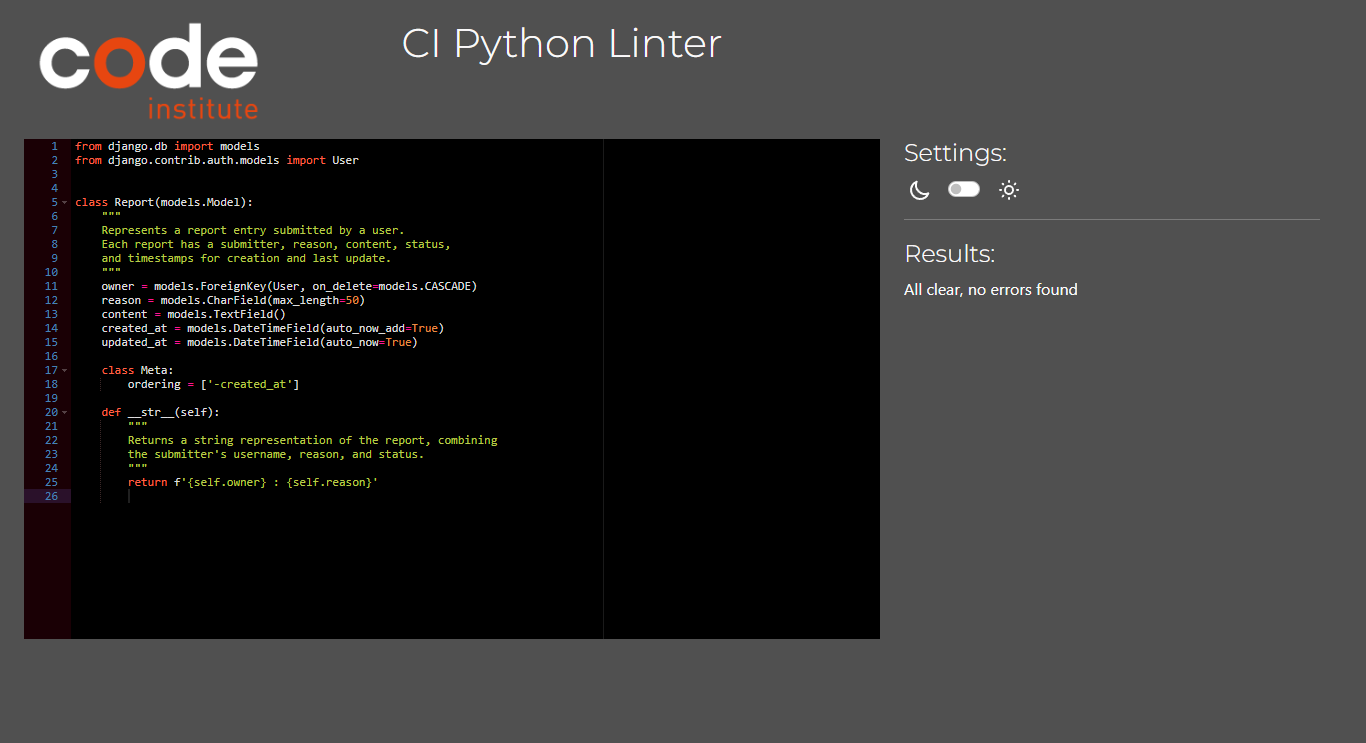 code
institute
CI Python Linter
1 from django.db import models
2 from django.contrib.auth.models import User
3
4
5 class Report(models.Model):
6     """
7     Represents a report entry submitted by a user.
8     Each report has a submitter, reason, content, status,
9     and timestamps for creation and last update.
10     """
11     owner = models.ForeignKey(User, on_delete=models.CASCADE)
12     reason = models.CharField(max_length=50)
13     content = models.TextField()
14     created_at = models.DateTimeField(auto_now_add=True)
15     updated_at = models.DateTimeField(auto_now=True)
16
17     class Meta:
18         ordering = ['-created_at']
19
20     def __str__(self):
21         """
22         Returns a string representation of the report, combining
23         the submitter's username, reason, and status.
24         """
25         return f'{self.owner} : {self.reason}'
26
Settings:
Results:
All clear, no errors found